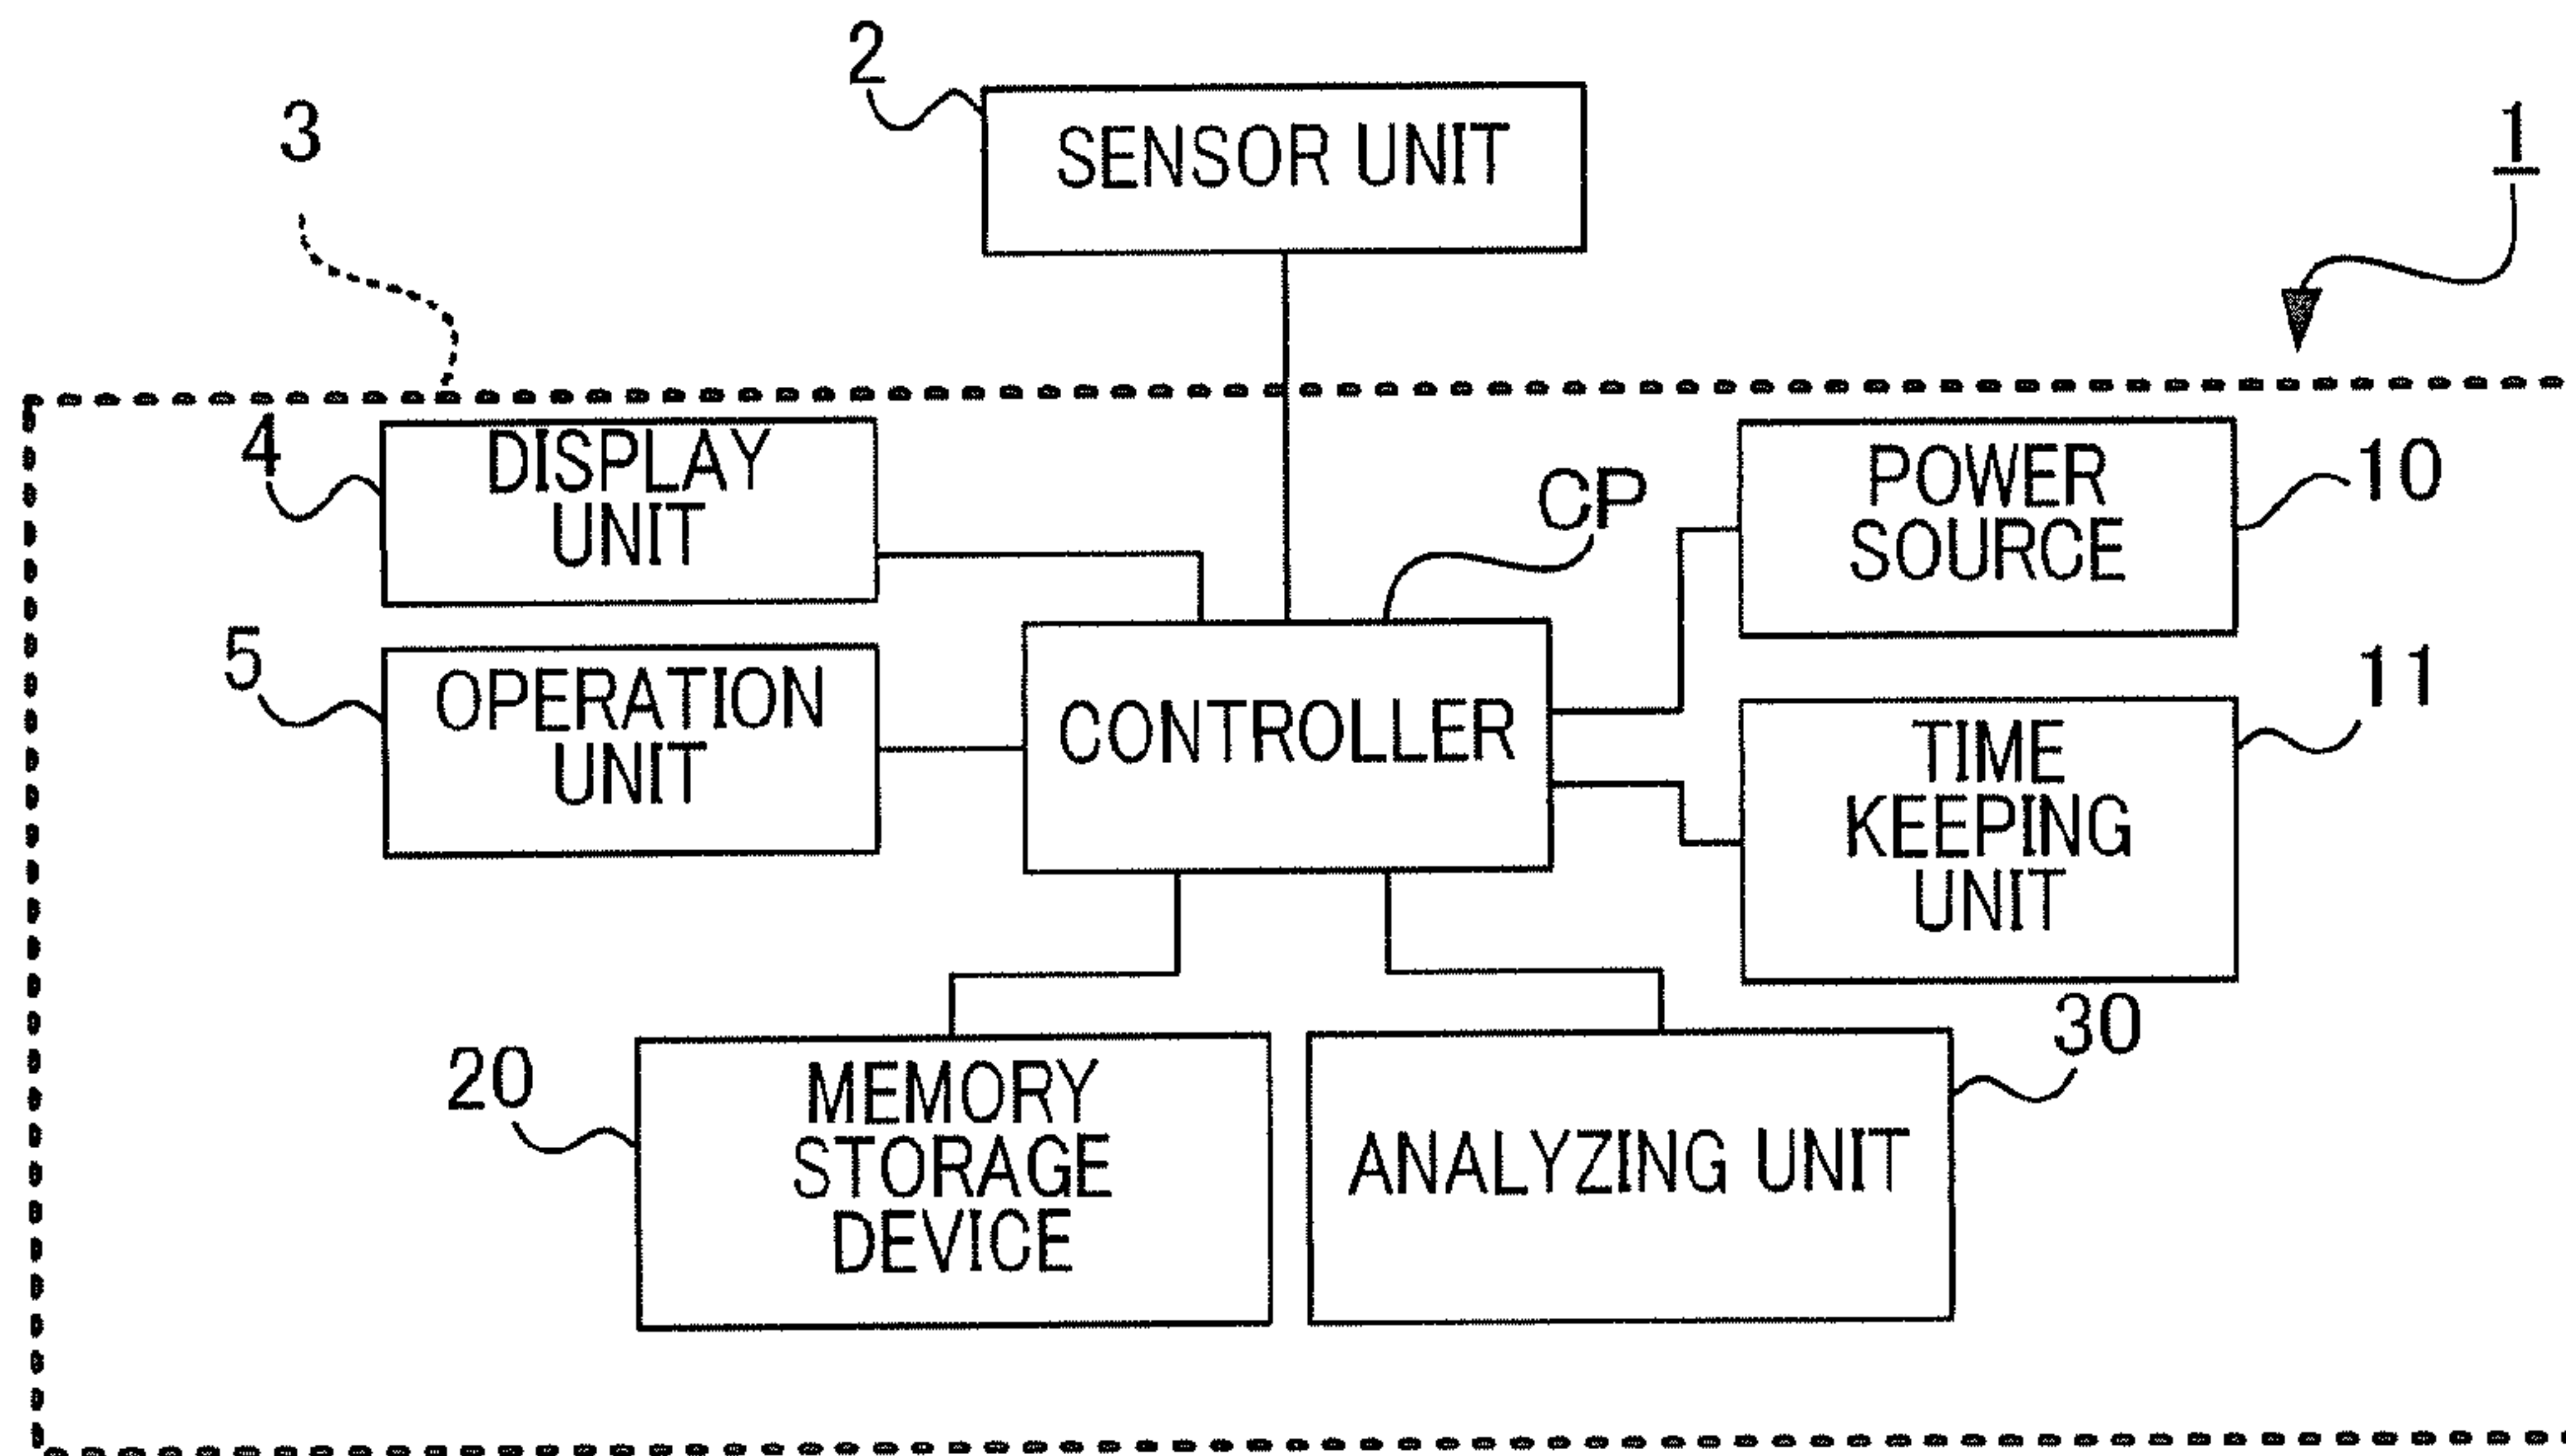 2
SENSOR UNIT
3
1
4
DISPLAY
UNIT
CP
POWER
SOURCE
10
5
OPERATION
UNIT
CONTROLLER
TIME
KEEPING
UNIT
11
20
MEMORY
STORAGE
DEVICE
ANALYZING UNIT
30